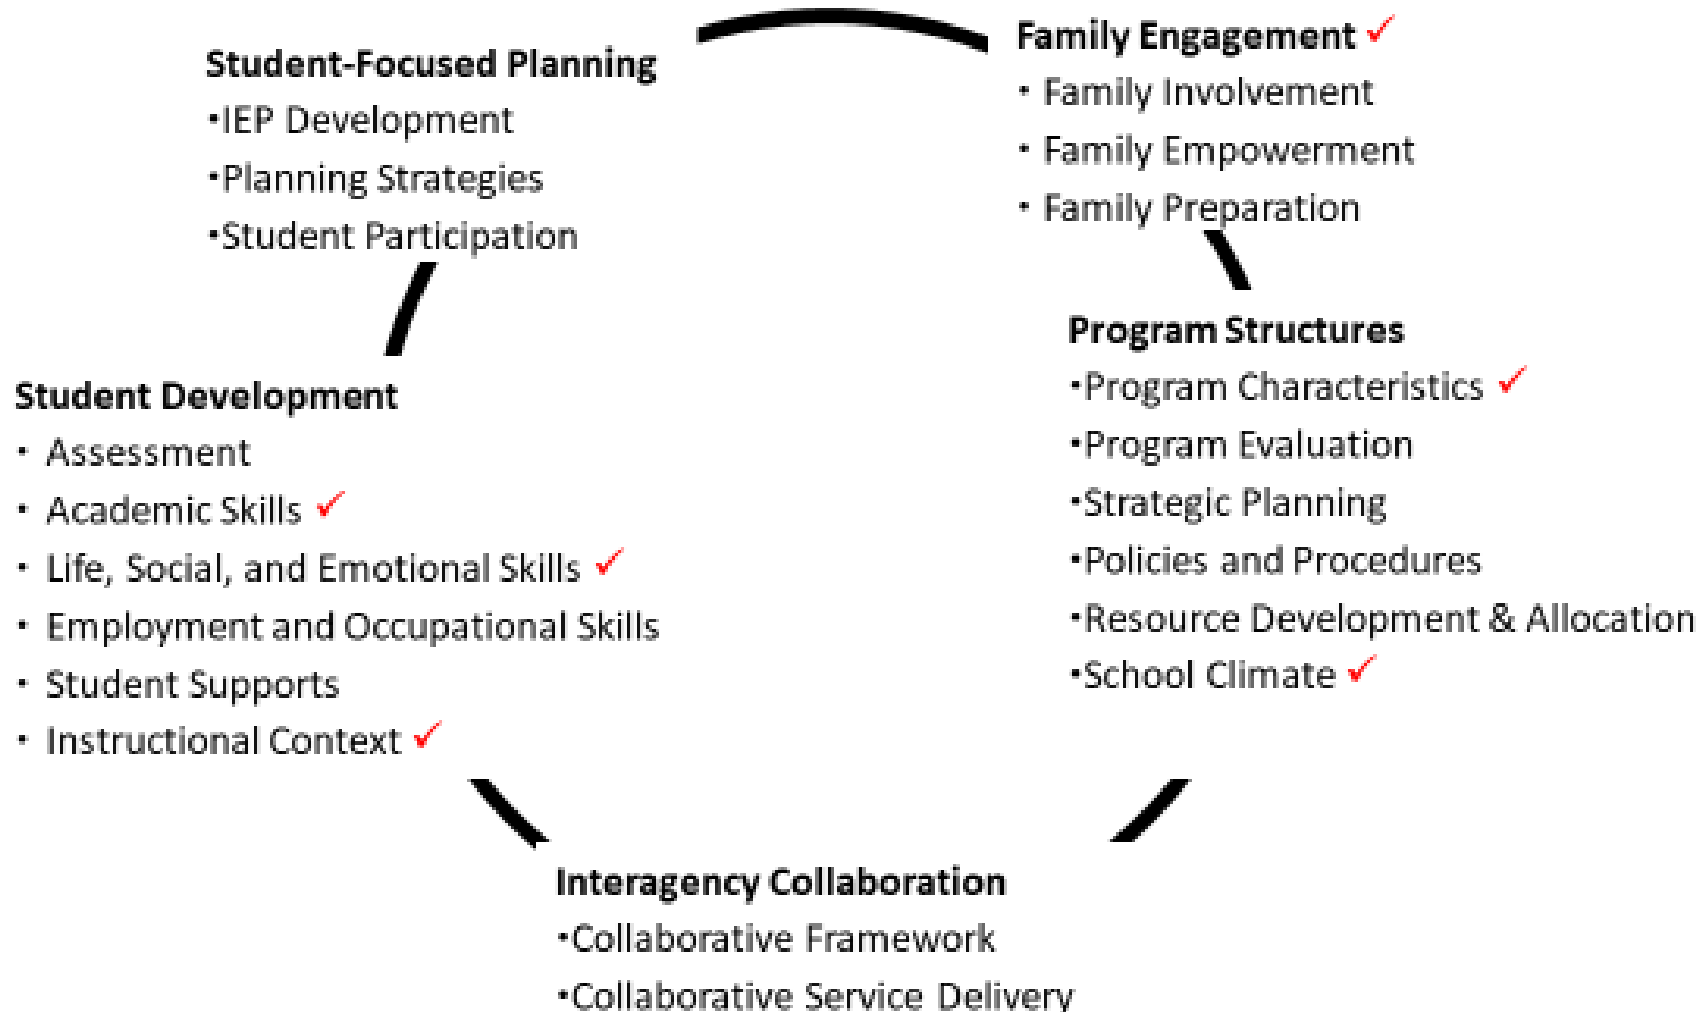 Student-Focused Planning
•IEP Development
•Planning Strategies
•Student Participation
Family Engagement ✓
• Family Involvement
• Family Empowerment
• Family Preparation
Student Development
• Assessment
• Academic Skills ✓
• Life, Social, and Emotional Skills ✓
• Employment and Occupational Skills
• Student Supports
• Instructional Context ✓
Program Structures
•Program Characteristics ✓
•Program Evaluation
•Strategic Planning
•Policies and Procedures
•Resource Development & Allocation
•School Climate ✓
Interagency Collaboration
•Collaborative Framework
•Collaborative Service Delivery